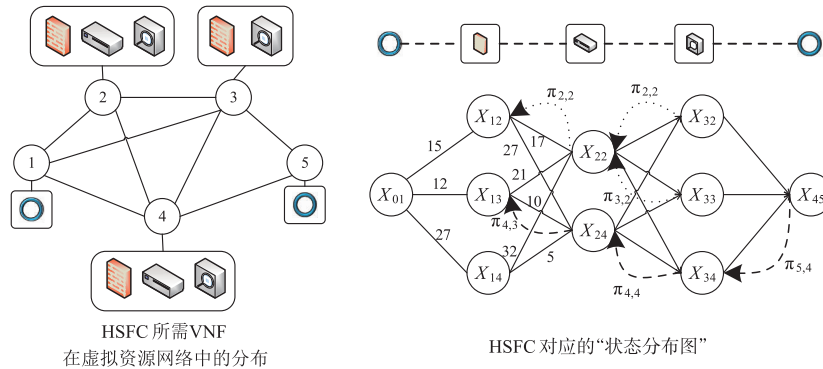 2
3
1
5
4
HSFC 所需VNF
在虚拟资源网络中的分布
π2,2
π2,2
X12
X32
15
17
27
X22
21
12
X01
X13
X33
X45
π3,2
10
π4,3
X24
27
32
5
X14
X34
π4,4
π5,4
HSFC 对应的“状态分布图”